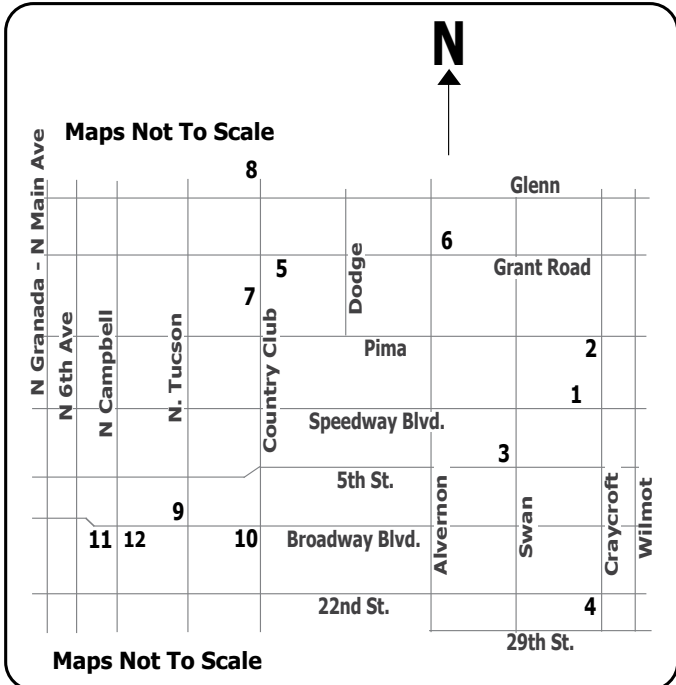 N
Maps Not To Scale
8
Glenn
N Granada - N Main Ave
6
Dodge
5
Grant Road
7
N 6th Ave
N Campbell
N. Tucson
Country Club
Pima
2
1
Speedway Blvd.
3
5th St.
Alvernon
Swan
Craycroft
Wilmot
9
11
12
10
Broadway Blvd.
22nd St.
4
29th St.
Maps Not To Scale